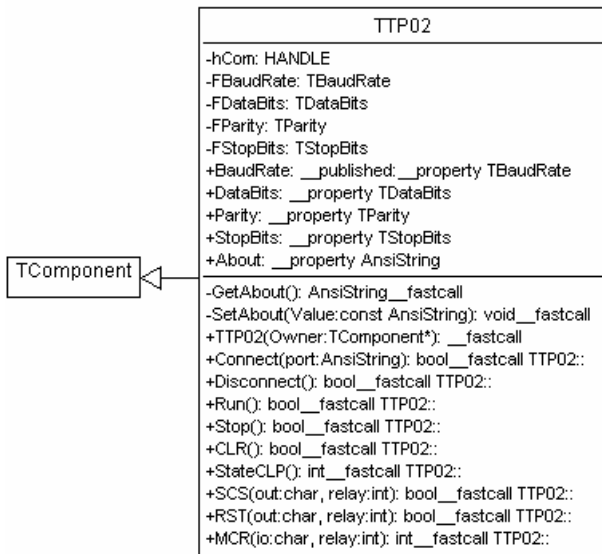 TTP02
-hCom: HANDLE
-FBaudRate: TBaudRate
-FDataBits: TDataBits
-FParity: TParity
-FStopBits: TStopBits
+BaudRate: __published:__property TBaudRate
+DataBits: __property TDataBits
+Parity: __property TParity
+StopBits: __property TStopBits
+About: __property AnsiString
TComponent
-GetAbout(): AnsiString__fastcall
-SetAbout(Value:const AnsiString): void__fastcall
+TTP02(Owner:TComponent*): __fastcall
+Connect(port:AnsiString): bool__fastcall TTP02::
+Disconnect(): bool__fastcall TTP02::
+Run(): bool__fastcall TTP02::
+Stop(): bool__fastcall TTP02::
+CLR(): bool__fastcall TTP02::
+StateCLP(): int__fastcall TTP02::
+SCS(out:char, relay:int): bool__fastcall TTP02::
+RST(out:char, relay:int): bool__fastcall TTP02::
+MCR(io:char, relay:int): int__fastcall TTP02::